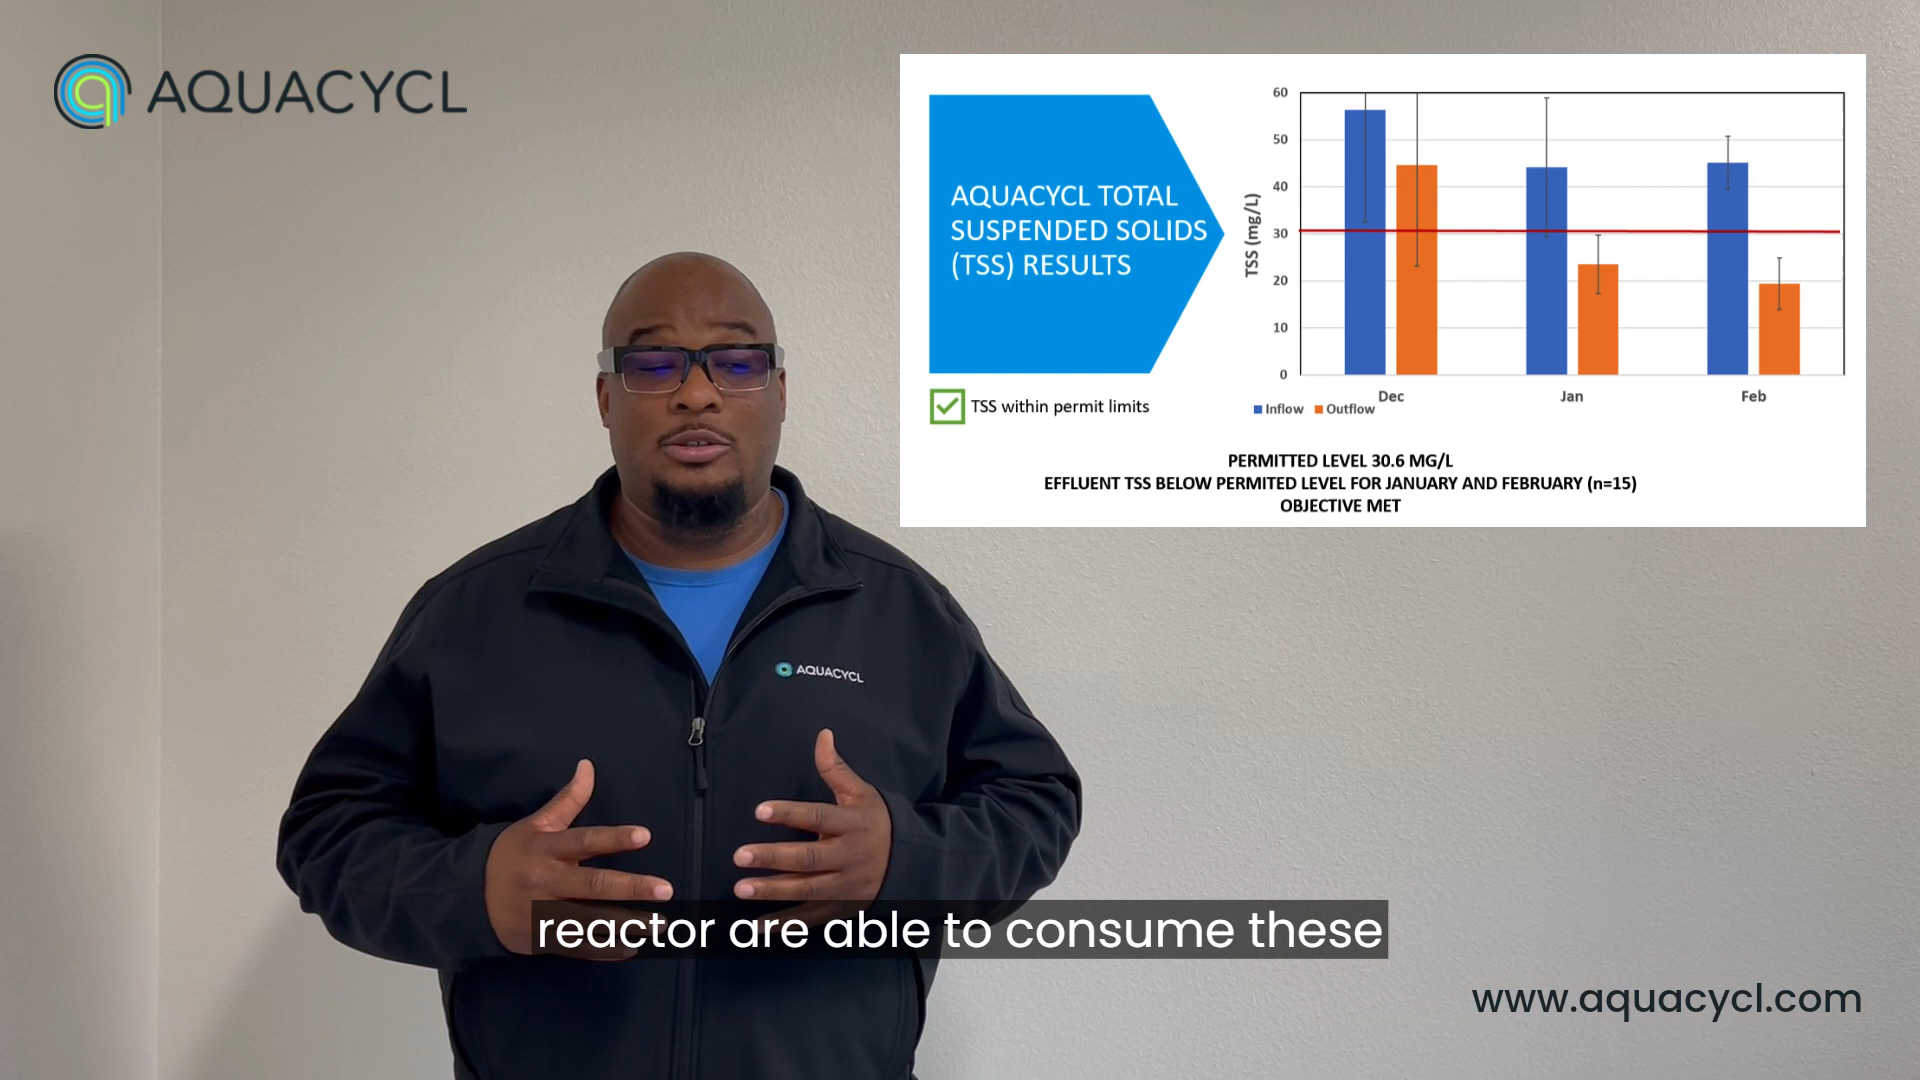 AQUACYCL
AQUACYCL TOTAL
SUSPENDED SOLIDS
(TSS) RESULTS
TSS within permit limits
TSS (mg/L)
60
50
40
30
20
10
0
Dec
Jan
Feb
Inflow
Outflow
PERMITTED LEVEL 30.6 MG/L
EFFLUENT TSS BELOW PERMITED LEVEL FOR JANUARY AND FEBRUARY (n=15)
OBJECTIVE MET
AQUACYCL
reactor are able to consume these
www.aquacycl.com